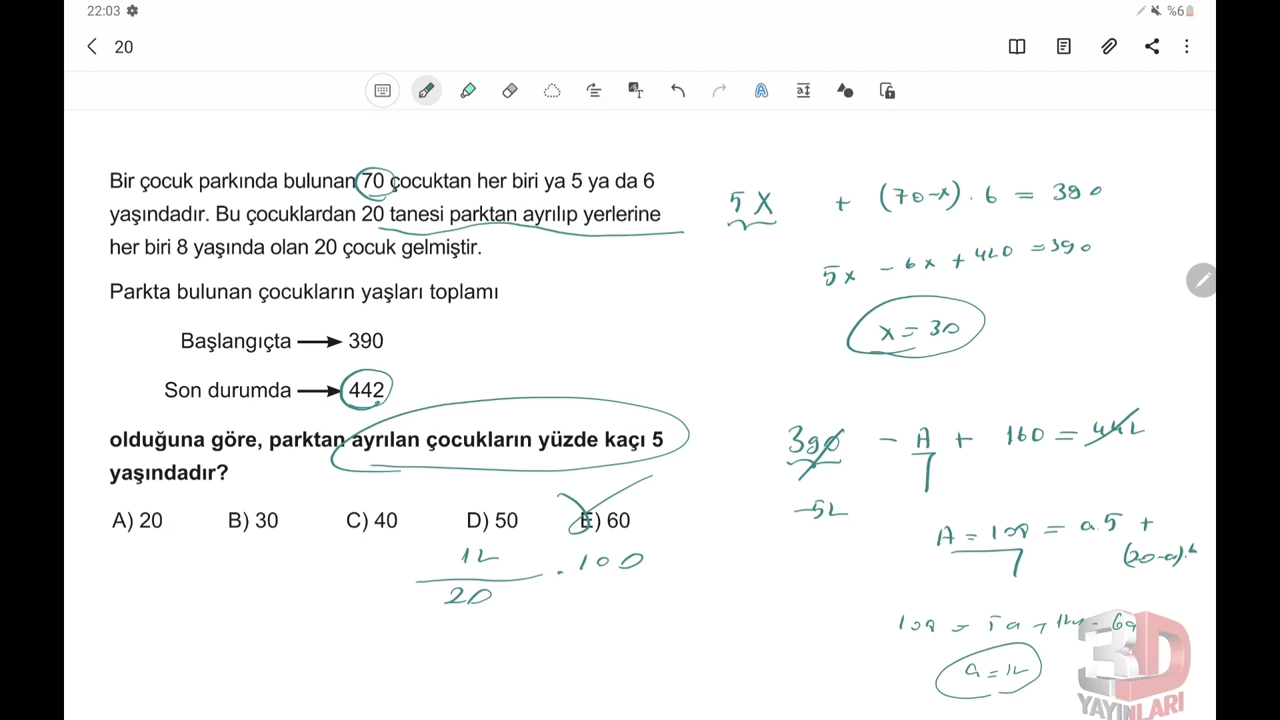 22:03
%6
20
Bir çocuk parkında bulunan 70 çocuktan her biri ya 5 ya da 6
yaşındadır. Bu çocuklardan 20 tanesi parktan ayrılıp yerlerine
her biri 8 yaşında olan 20 çocuk gelmiştir.
Parkta bulunan çocukların yaşları toplamı
Başlangıçta → 390
Son durumda → 442
olduğuna göre, parktan ayrılan çocukların yüzde kaçı 5
yaşındadır?
A) 20 B) 30 C) 40 D) 50 E) 60
12
20
. 100
5x + (70-x).6 = 390
5x - 6x + 420 = 390
x = 30
390 - A + 160 = 442
-52
A = 108 = a.5 +
(20-a).6
108 = 5a + 120 - 6a
a = 12
3D
YAYINLARI